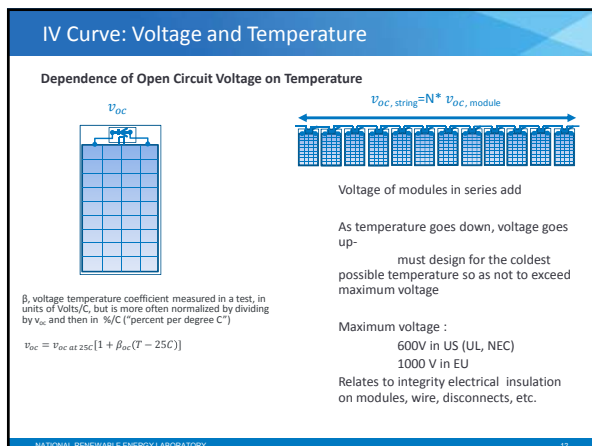 IV Curve: Voltage and Temperature
Dependence of Open Circuit Voltage on Temperature
v_oc
v_oc, string=N* v_oc, module
Voltage of modules in series add
As temperature goes down, voltage goes
up-
must design for the coldest
possible temperature so as not to exceed
maximum voltage
β, voltage temperature coefficient measured in a test, in
units of Volts/C, but is more often normalized by dividing
by v_oc and then in %/C ("percent per degree C")
v_oc = v_oc at 25C[1 + β_oc(T − 25C)]
Maximum voltage :
600V in US (UL, NEC)
1000 V in EU
Relates to integrity electrical insulation
on modules, wire, disconnects, etc.
NATIONAL RENEWABLE ENERGY LABORATORY